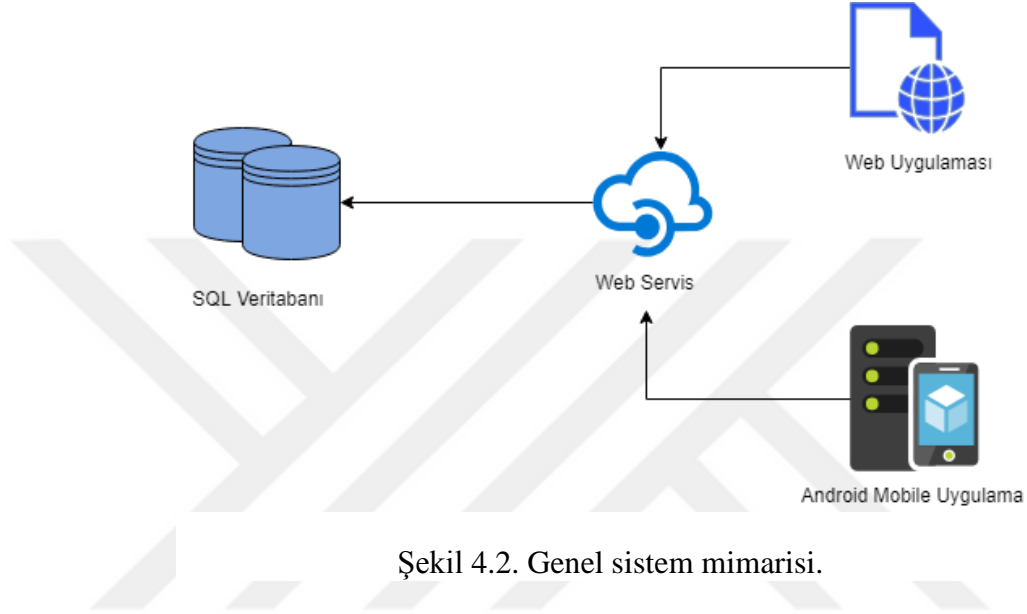 Web Uygulaması
SQL Veritabanı
Web Servis
Android Mobile Uygulama
Şekil 4.2. Genel sistem mimarisi.